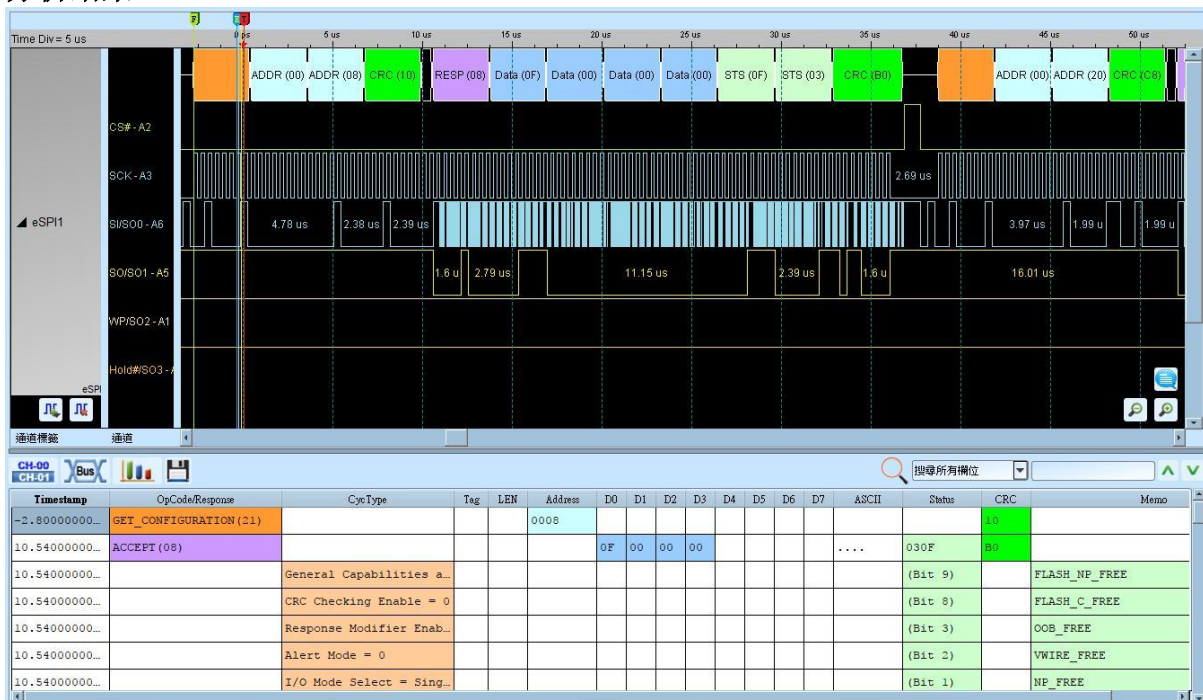 Time Div= 5 us
F
T
0 ps 5 us 10 us 15 us 20 us 25 us 30 us 35 us 40 us 45 us 50 us
ADDR (00) ADDR (08) CRC (10) RESP (08) Data (0F) Data (00) Data (00) Data (00) STS (0F) STS (03) CRC (B0) ADDR (00) ADDR (20) CRC (C8)
CS# - A2
SCK - A3 2.69 us
eSPI1
SI/SO0 - A6 4.78 us 2.38 us 2.39 us 3.97 us 1.99 u 1.99 u
SO/SO1 - A5 1.6 u 2.79 us 11.15 us 2.39 us 1.6 u 16.01 us
WP/SO2 - A1
Hold#/SO3 -
eSPI
通道標籤 通道
CH-00
CH-01
Bus
搜尋所有欄位
Timestamp OpCode/Response CycType Tag LEN Address D0 D1 D2 D3 D4 D5 D6 D7 ASCII Status CRC Memo
-2.80000000... GET_CONFIGURATION(21) 0008 10
10.54000000... ACCEPT(08) 0F 00 00 00 .... 030F B0
10.54000000... General Capabilities a... (Bit 9) FLASH_NP_FREE
10.54000000... CRC Checking Enable = 0 (Bit 8) FLASH_C_FREE
10.54000000... Response Modifier Enab... (Bit 3) OOB_FREE
10.54000000... Alert Mode = 0 (Bit 2) VWIRE_FREE
10.54000000... I/O Mode Select = Sing... (Bit 1) NP_FREE